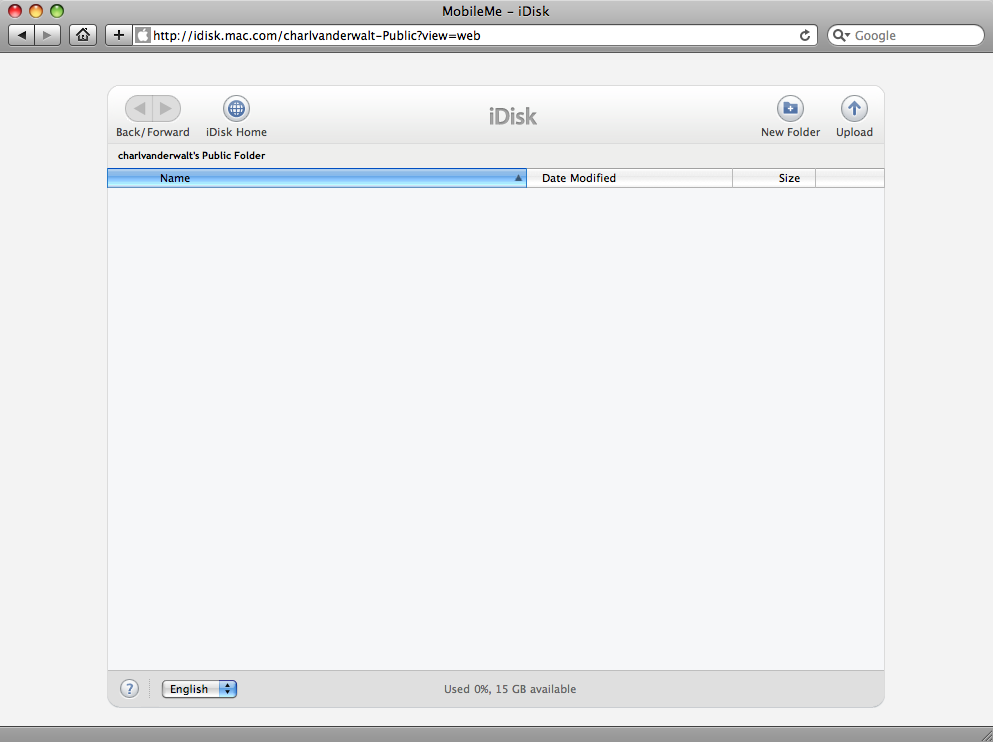 MobileMe – iDisk
http://idisk.mac.com/charlvanderwalt-Public?view=web
Google
iDisk
Back/Forward iDisk Home New Folder Upload
charlvanderwalt's Public Folder
Name Date Modified Size
? English Used 0%, 15 GB available